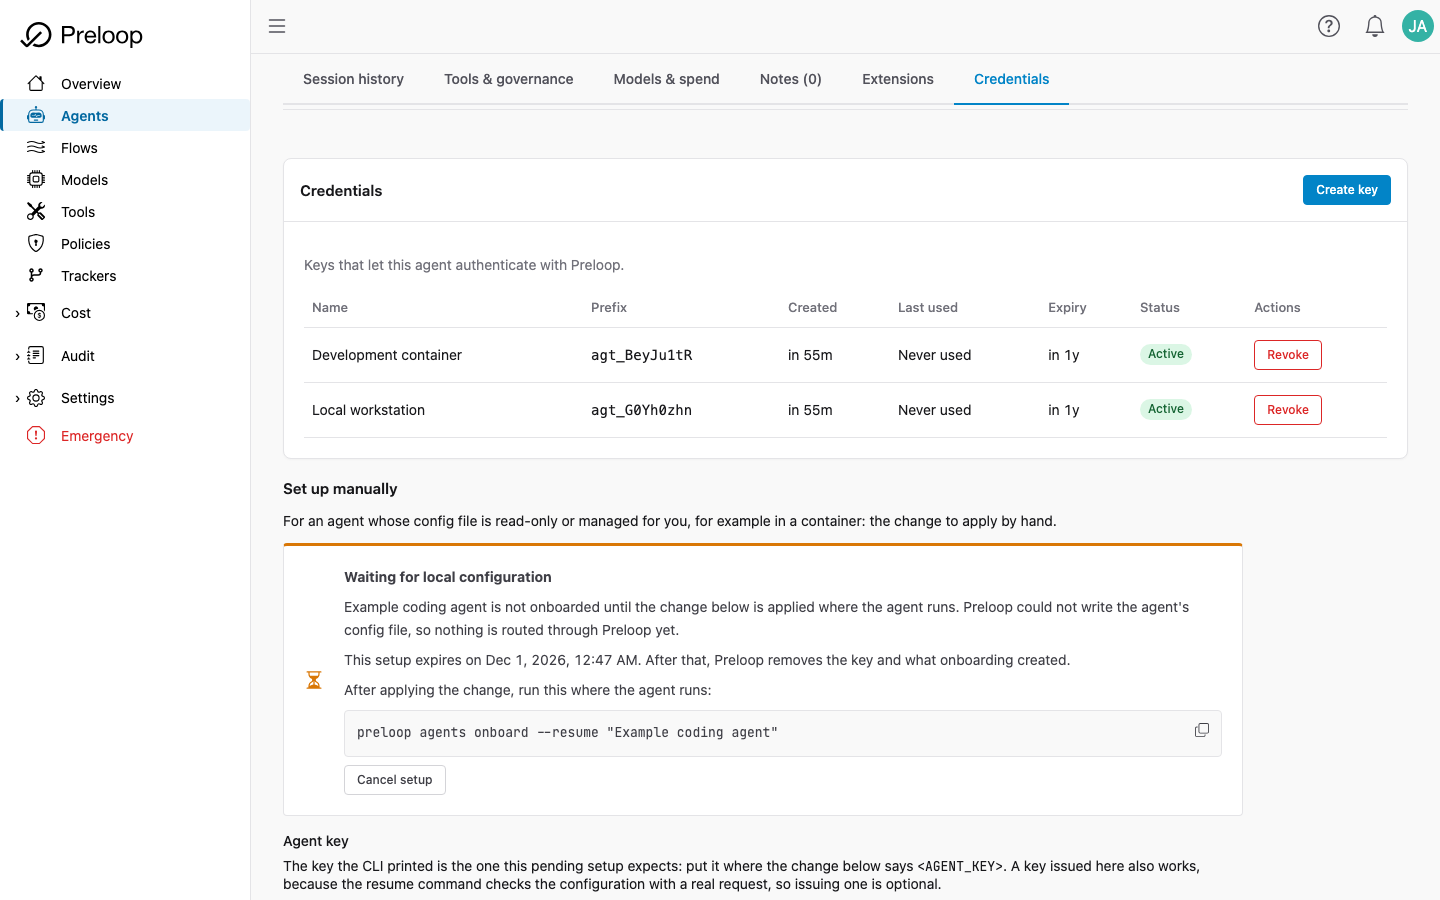 Preloop
JA
Overview
Agents
Flows
Models
Tools
Policies
Trackers
Cost
Audit
Settings
Emergency
Session history
Tools & governance
Models & spend
Notes (0)
Extensions
Credentials
Credentials
Create key
Keys that let this agent authenticate with Preloop.
Name Prefix Created Last used Expiry Status Actions
Development container agt_BeyJu1tR in 55m Never used in 1y Active Revoke
Local workstation agt_G0Yh0zhn in 55m Never used in 1y Active Revoke
Set up manually
For an agent whose config file is read-only or managed for you, for example in a container: the change to apply by hand.
Waiting for local configuration
Example coding agent is not onboarded until the change below is applied where the agent runs. Preloop could not write the agent's
config file, so nothing is routed through Preloop yet.
This setup expires on Dec 1, 2026, 12:47 AM. After that, Preloop removes the key and what onboarding created.
After applying the change, run this where the agent runs:
preloop agents onboard --resume "Example coding agent"
Cancel setup
Agent key
The key the CLI printed is the one this pending setup expects: put it where the change below says <AGENT_KEY>. A key issued here also works,
because the resume command checks the configuration with a real request, so issuing one is optional.